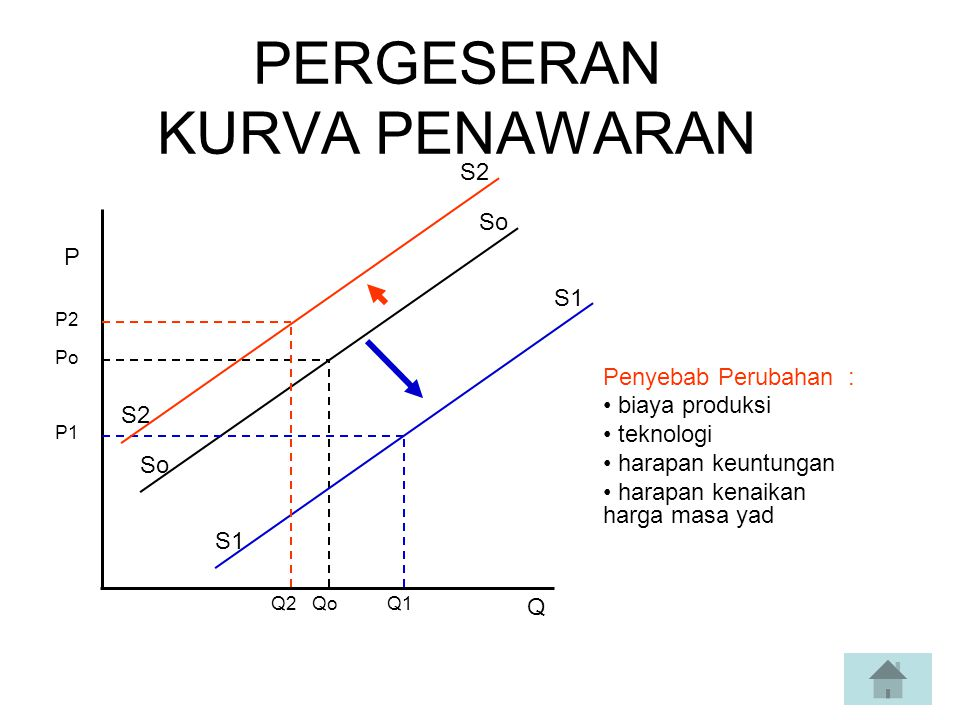 PERGESERAN
KURVA PENAWARAN
S2
So
P
S1
P2
Po
Penyebab Perubahan :
• biaya produksi
S2
P1
• teknologi
So
• harapan keuntungan
• harapan kenaikan
harga masa yad
S1
Q2 Qo Q1
Q